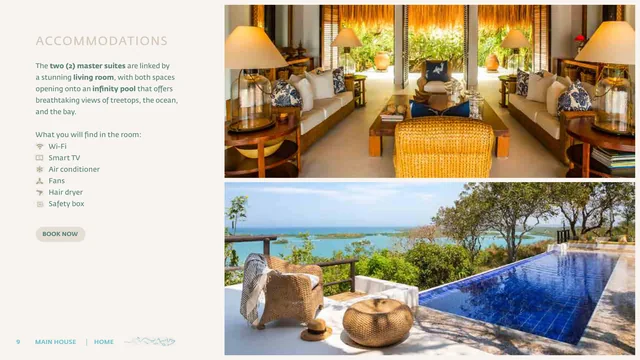 ACCOMMODATIONS
The two (2) master suites are linked by
a stunning living room, with both spaces
opening onto an infinity pool that offers
breathtaking views of treetops, the ocean,
and the bay.
What you will find in the room:
Wi-Fi
Smart TV
Air conditioner
Fans
Hair dryer
Safety box
BOOK NOW
9 MAIN HOUSE | HOME